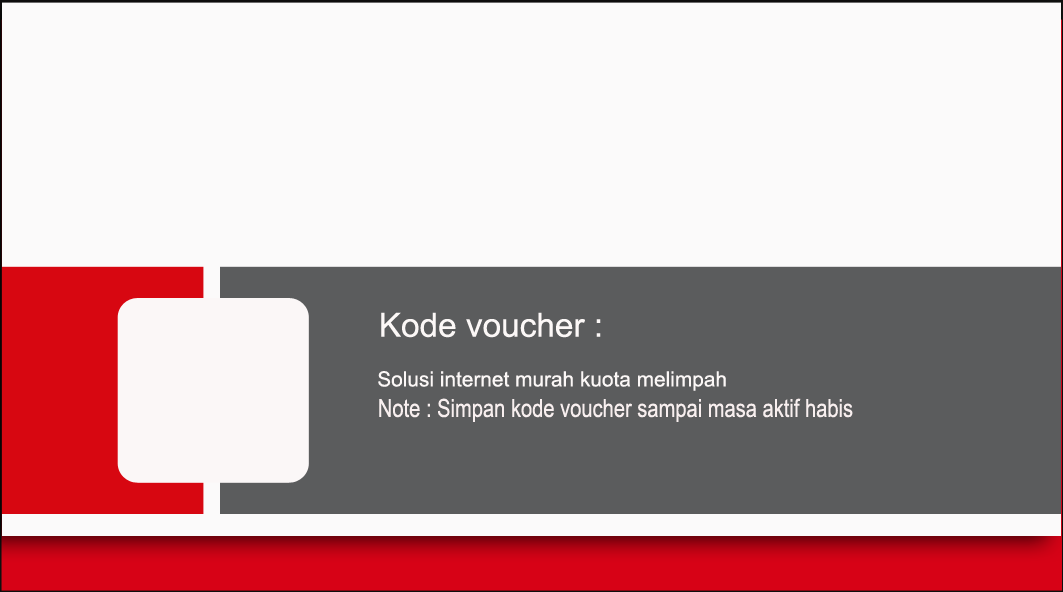 Kode voucher :
Solusi internet murah kuota melimpah
Note : Simpan kode voucher sampai masa aktif habis